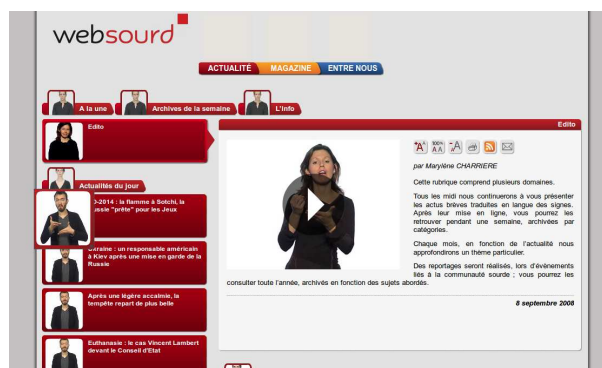 websourd
ACTUALITÉ MAGAZINE ENTRE NOUS
A la une Archives de la semaine L'info
Edito
Actualités du jour
O-2014 : la flamme à Sotchi, la
ussie "prête" pour les Jeux
Ukraine : un responsable américain
à Kiev après une mise en garde de la
Russie
Après une légère accalmie, la
tempête repart de plus belle
Euthanasie : le cas Vincent Lambert
devant le Conseil d'Etat
Edito
+A 100% A A -A
par Marylène CHARRIERE
Cette rubrique comprend plusieurs domaines.
Tous les midi nous continuerons à vous présenter
les actus brèves traduites en langue des signes.
Après leur mise en ligne, vous pourrez les
retrouver pendant une semaine, archivées par
catégories.
Chaque mois, en fonction de l'actualité nous
approfondirons un thème particulier.
Des reportages seront réalisés, lors d'évènements
liés à la communauté sourde ; vous pourrez les
consulter toute l'année, archivés en fonction des sujets abordés.
8 septembre 2008